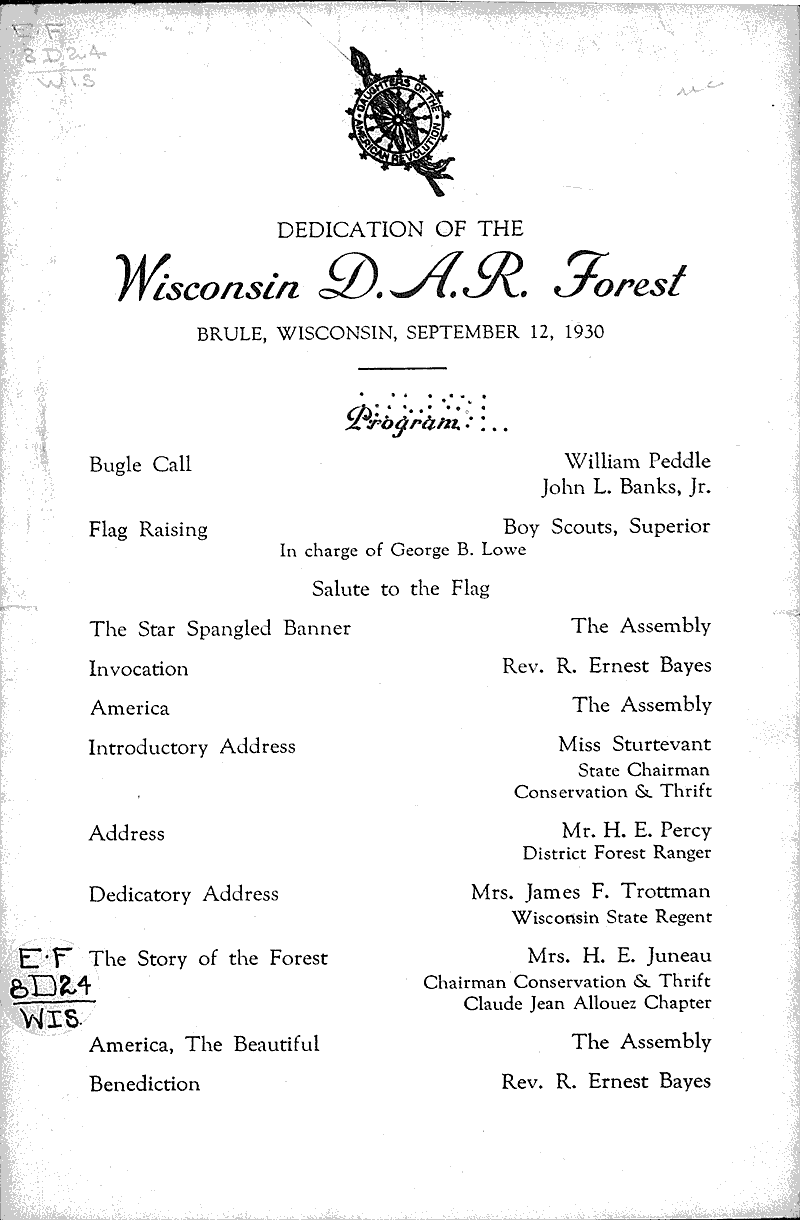 E.F
8D24
WIS
DAUGHTERS OF THE
AMERICAN REVOLUTION
DEDICATION OF THE
Wisconsin D.A.R. Forest
BRULE, WISCONSIN, SEPTEMBER 12, 1930
Program
Bugle Call William Peddle
John L. Banks, Jr.
Flag Raising Boy Scouts, Superior
In charge of George B. Lowe
Salute to the Flag
The Star Spangled Banner The Assembly
Invocation Rev. R. Ernest Bayes
America The Assembly
Introductory Address Miss Sturtevant
State Chairman
Conservation & Thrift
Address Mr. H. E. Percy
District Forest Ranger
Dedicatory Address Mrs. James F. Trottman
Wisconsin State Regent
The Story of the Forest Mrs. H. E. Juneau
Chairman Conservation & Thrift
Claude Jean Allouez Chapter
E.F
8D24
WIS.
America, The Beautiful The Assembly
Benediction Rev. R. Ernest Bayes